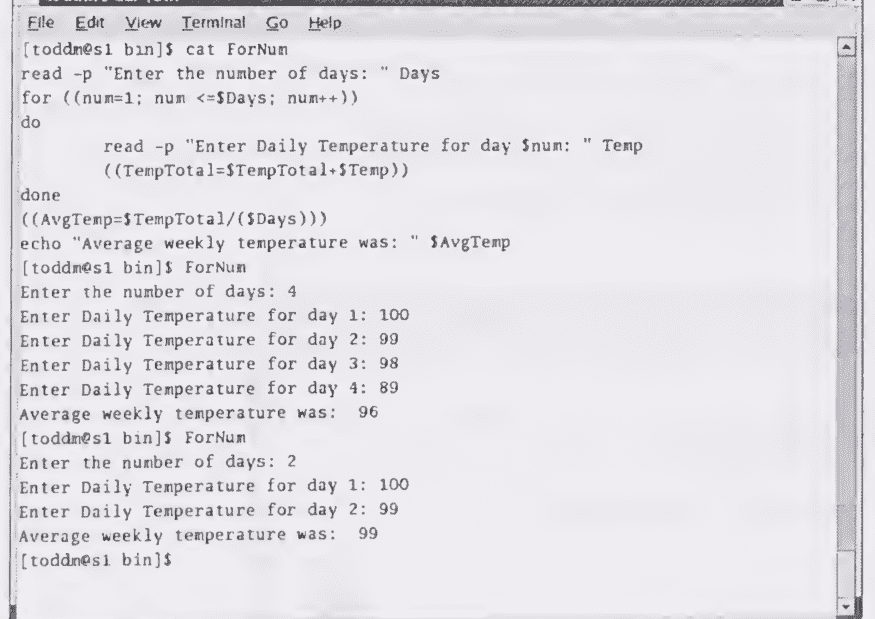 File Edit View Terminal Go Help
[toddm@s1 bin]$ cat ForNum
read -p "Enter the number of days: " Days
for ((num=1; num <=$Days; num++))
do
read -p "Enter Daily Temperature for day $num: " Temp
((TempTotal=$TempTotal+$Temp))
done
((AvgTemp=$TempTotal/($Days)))
echo "Average weekly temperature was: " $AvgTemp
[toddm@s1 bin]$ ForNum
Enter the number of days: 4
Enter Daily Temperature for day 1: 100
Enter Daily Temperature for day 2: 99
Enter Daily Temperature for day 3: 98
Enter Daily Temperature for day 4: 89
Average weekly temperature was:  96
[toddm@s1 bin]$ ForNum
Enter the number of days: 2
Enter Daily Temperature for day 1: 100
Enter Daily Temperature for day 2: 99
Average weekly temperature was:  99
[toddm@s1 bin]$